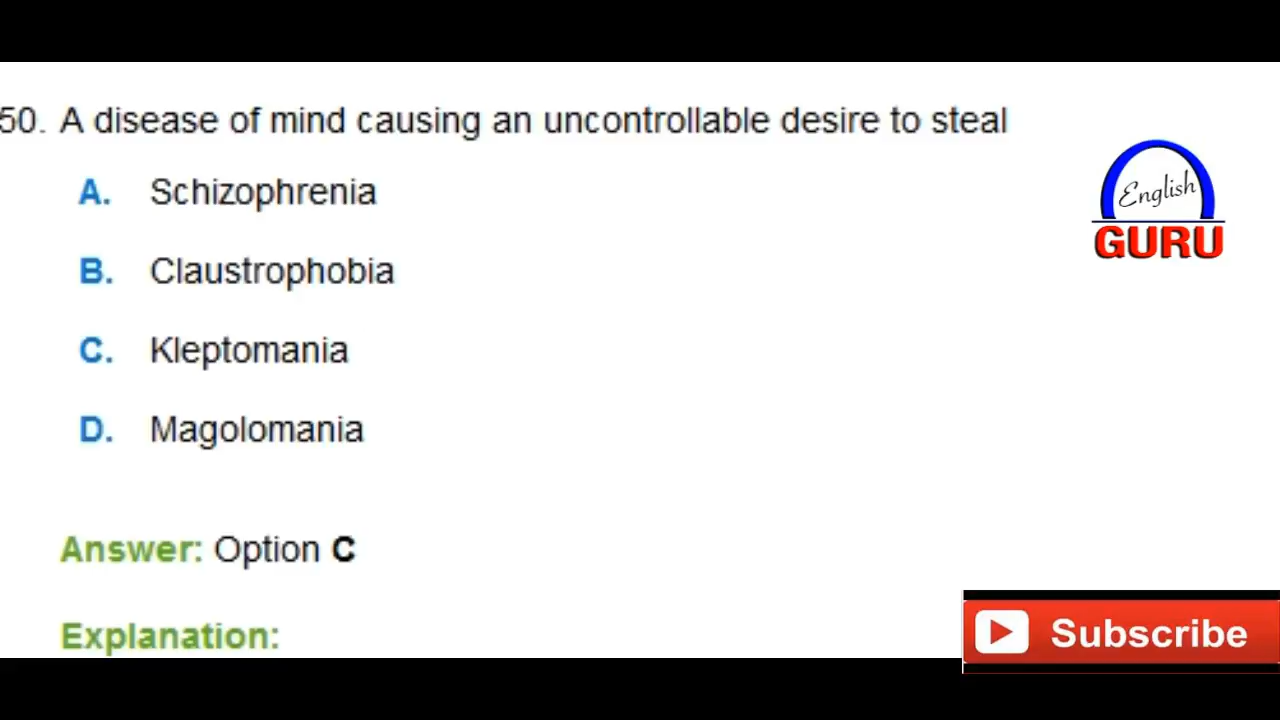 50. A disease of mind causing an uncontrollable desire to steal
A. Schizophrenia
B. Claustrophobia
C. Kleptomania
D. Magolomania
Answer: Option C
Explanation:
English
GURU
Subscribe